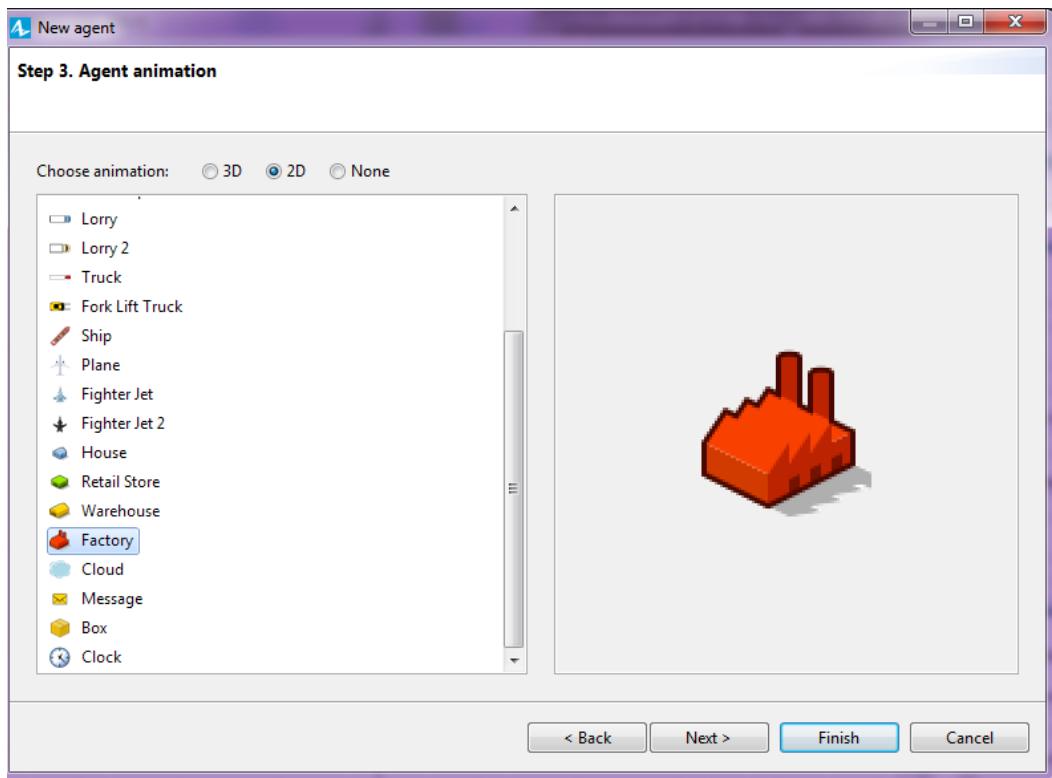 New agent
Step 3. Agent animation
Choose animation: 3D 2D None
Lorry
Lorry 2
Truck
Fork Lift Truck
Ship
Plane
Fighter Jet
Fighter Jet 2
House
Retail Store
Warehouse
Factory
Cloud
Message
Box
Clock
< Back Next > Finish Cancel